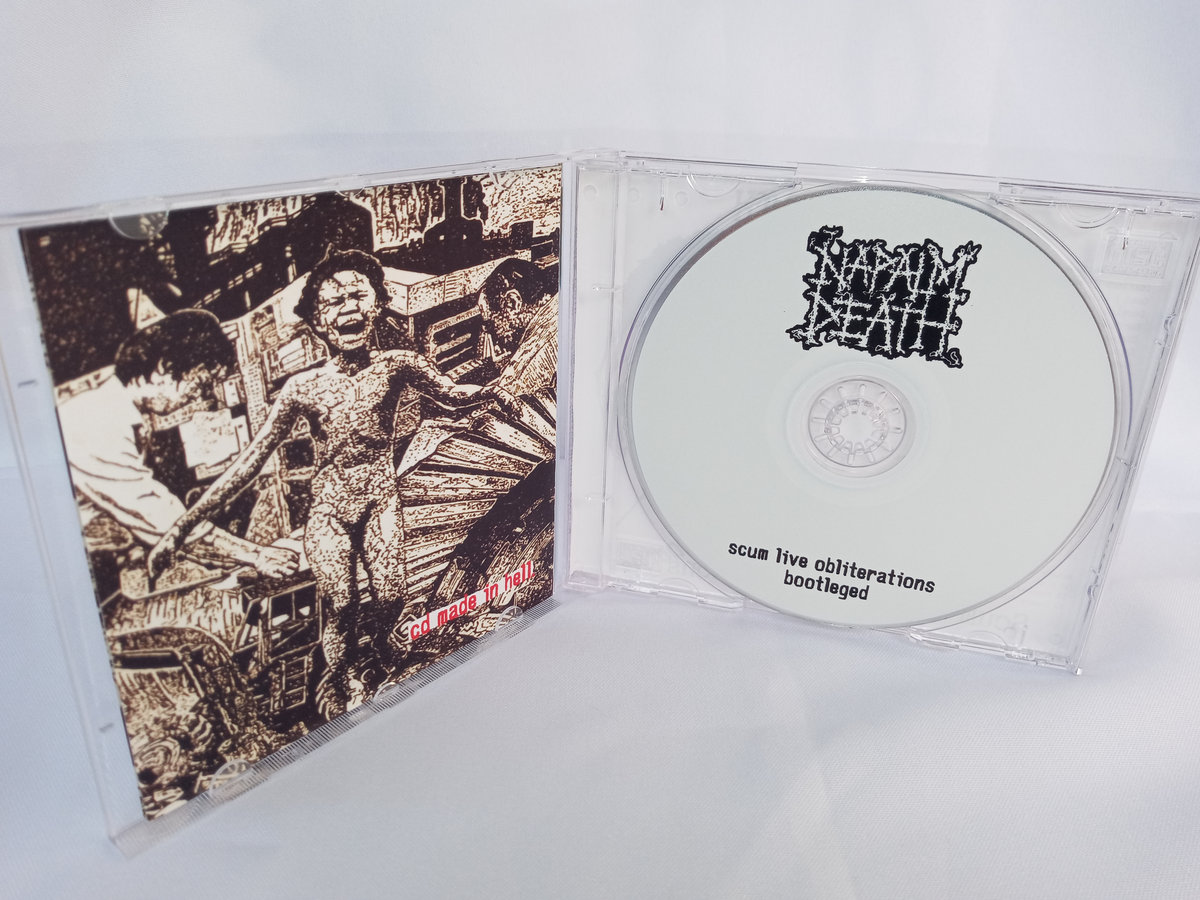 cd made in hell
NAPALM
DEATH
scum live obliterations
bootleged